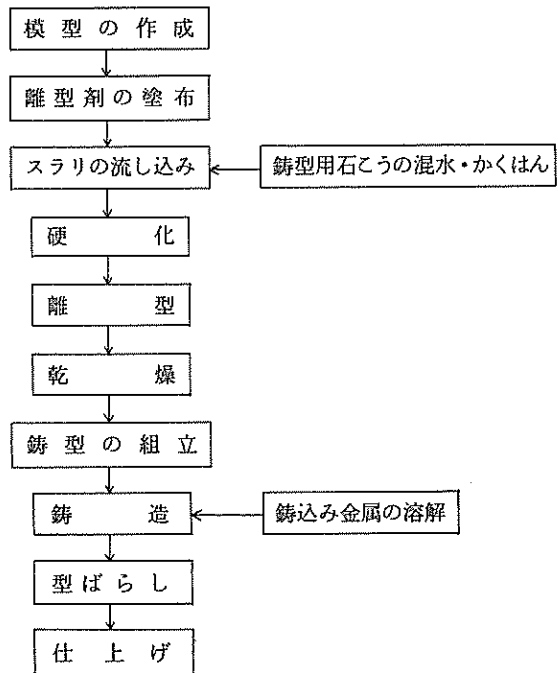 模型の作成
離型剤の塗布
スラリの流し込み
鋳型用石こうの混水・かくはん
硬化
離型
乾燥
鋳型の組立
鋳造
鋳込み金属の溶解
型ばらし
仕上げ